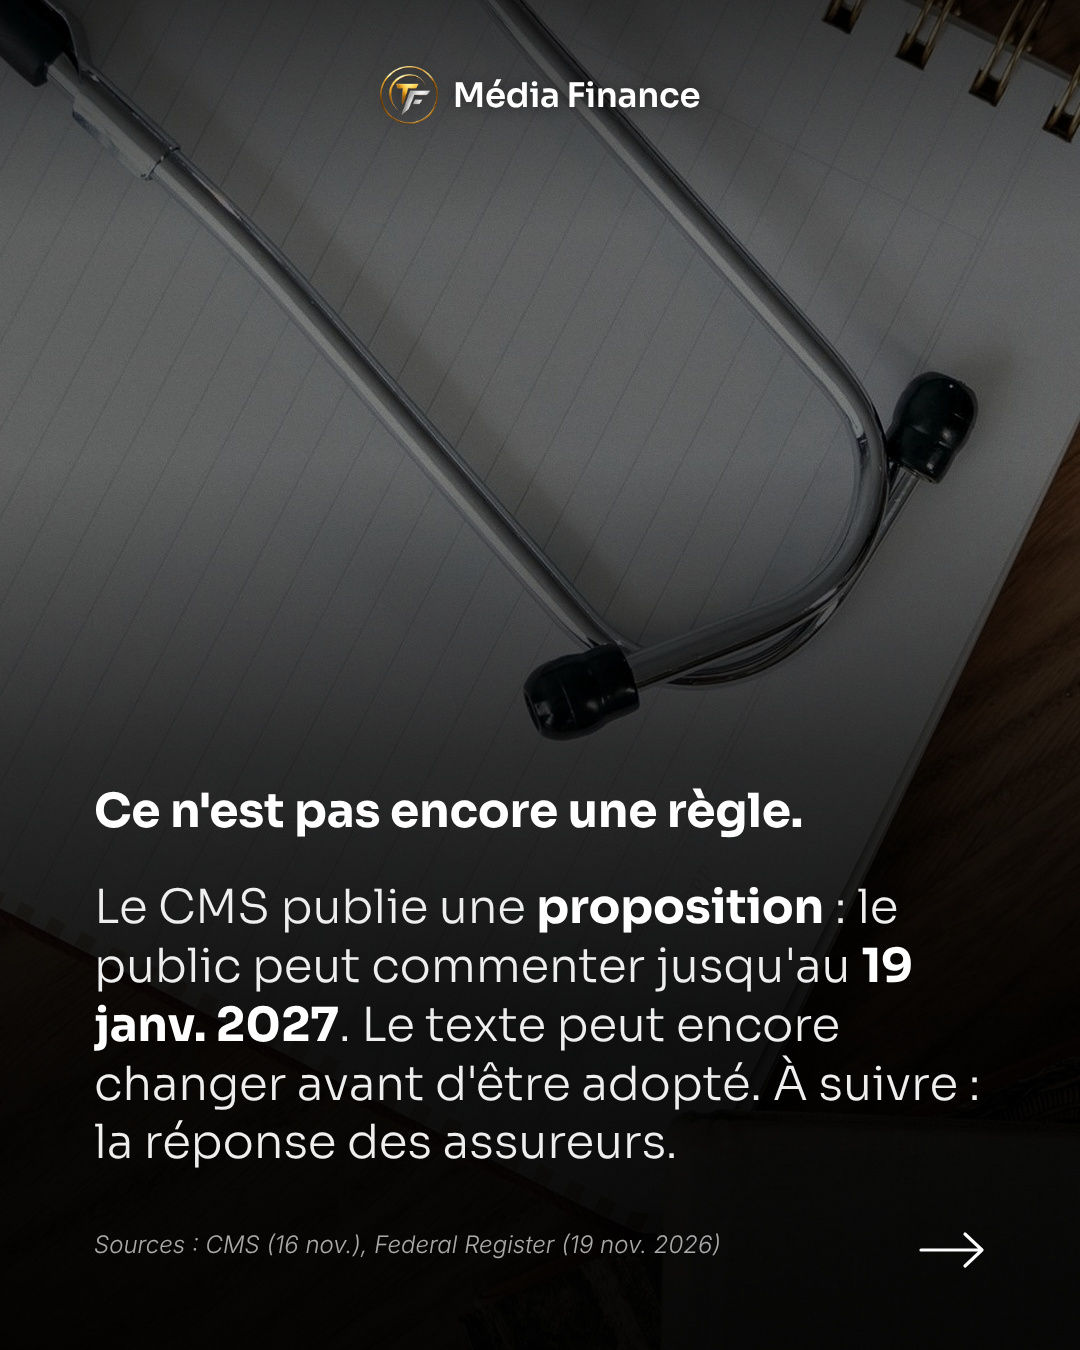 TF Média Finance
Ce n'est pas encore une règle.
Le CMS publie une proposition : le
public peut commenter jusqu'au 19
janv. 2027. Le texte peut encore
changer avant d'être adopté. À suivre :
la réponse des assureurs.
Sources : CMS (16 nov.), Federal Register (19 nov. 2026)